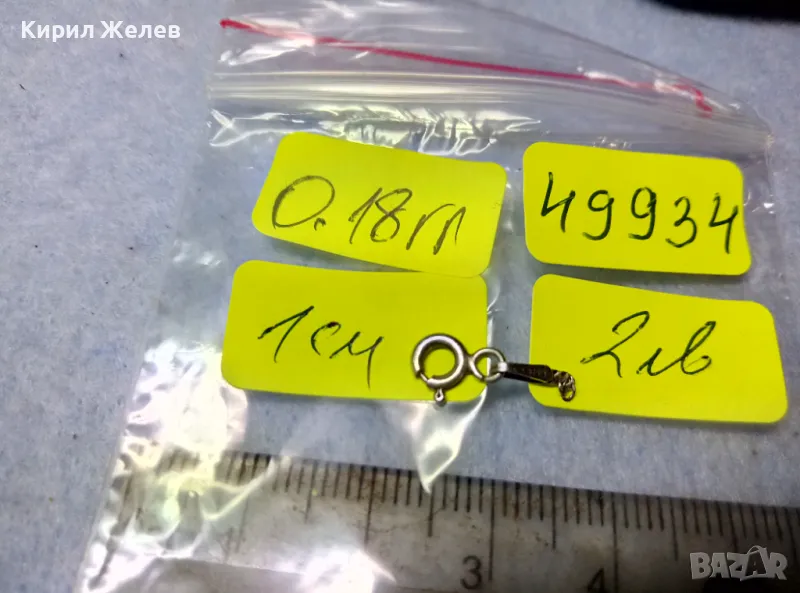 Кирил Желев
0.18гр
49934
1см
2лв
3
4
BAZAR